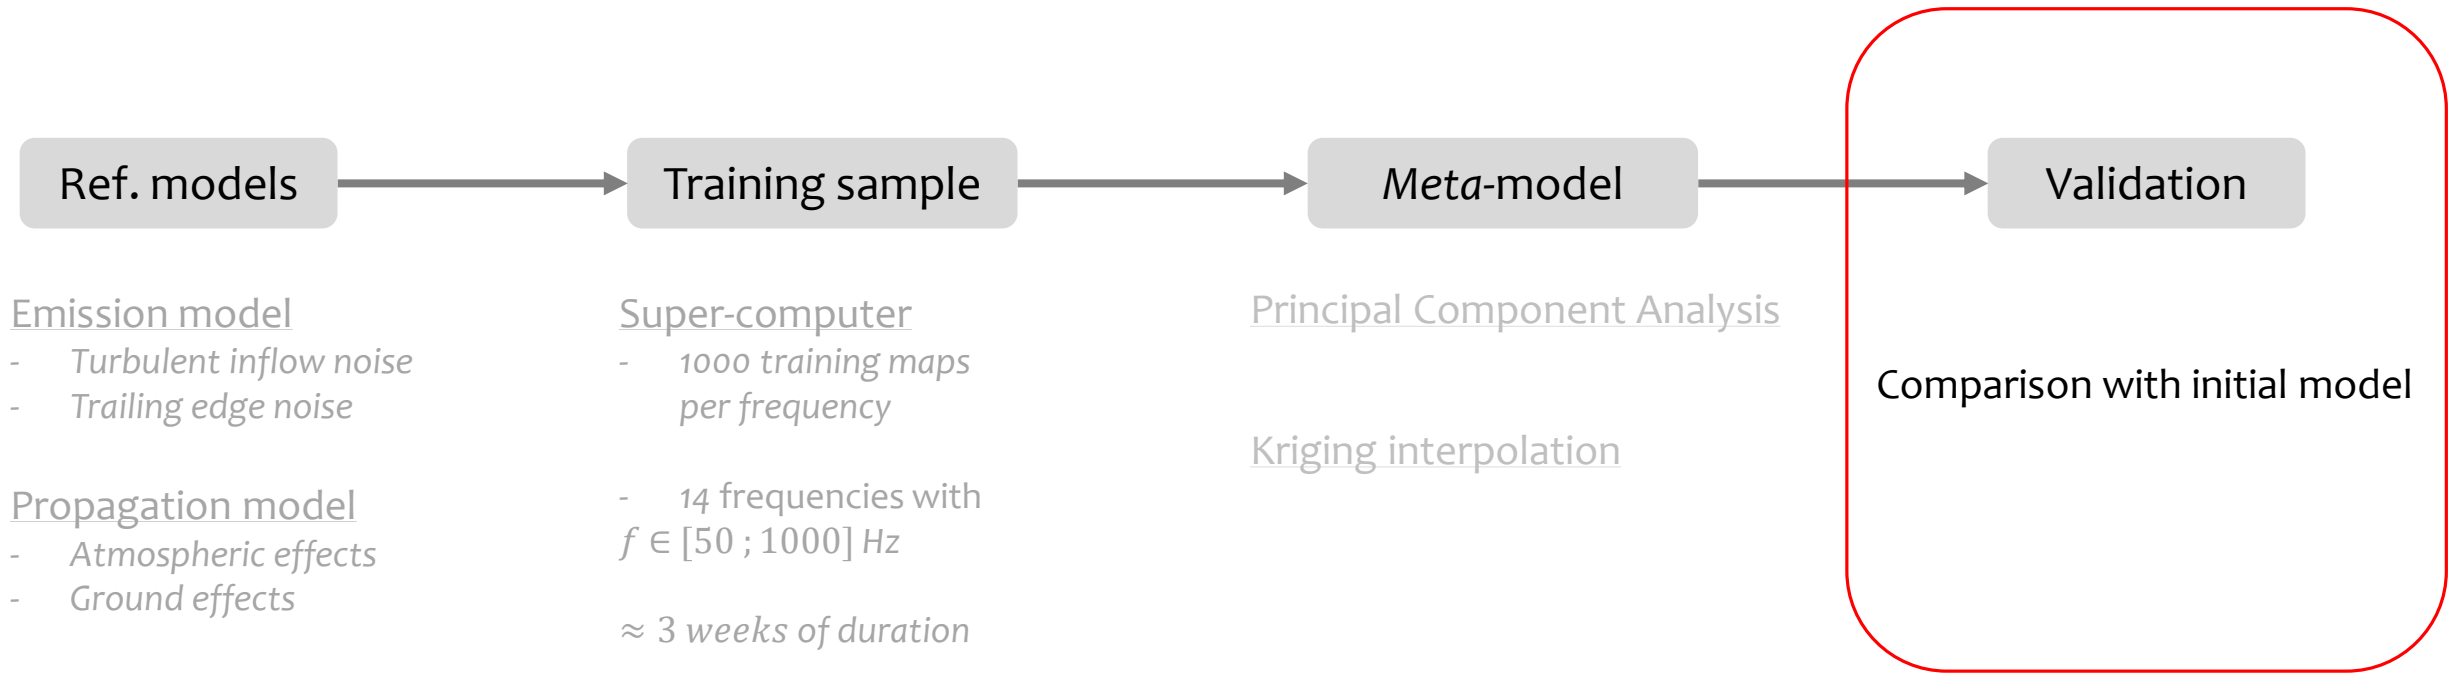 Ref. models
Training sample
Meta-model
Validation
Emission model
- Turbulent inflow noise
- Trailing edge noise
Propagation model
- Atmospheric effects
- Ground effects
Super-computer
- 1000 training maps
per frequency
- 14 frequencies with
f ∈ [50 ; 1000] Hz
≈ 3 weeks of duration
Principal Component Analysis
Kriging interpolation
Comparison with initial model